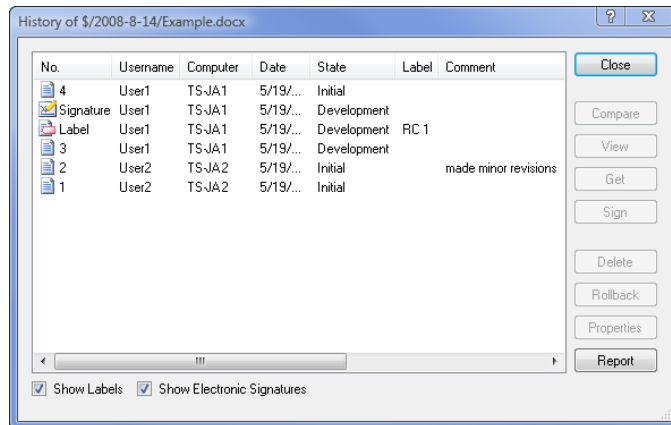 History of $/2008-8-14/Example.docx
No. Username Computer Date State Label Comment
4 User1 TS-JA1 5/19/... Initial
Signature User1 TS-JA1 5/19/... Development
Label User1 TS-JA1 5/19/... Development RC 1
3 User1 TS-JA1 5/19/... Development
2 User2 TS-JA2 5/19/... Initial made minor revisions
1 User2 TS-JA2 5/19/... Initial
Close
Compare
View
Get
Sign
Delete
Rollback
Properties
Report
Show Labels Show Electronic Signatures